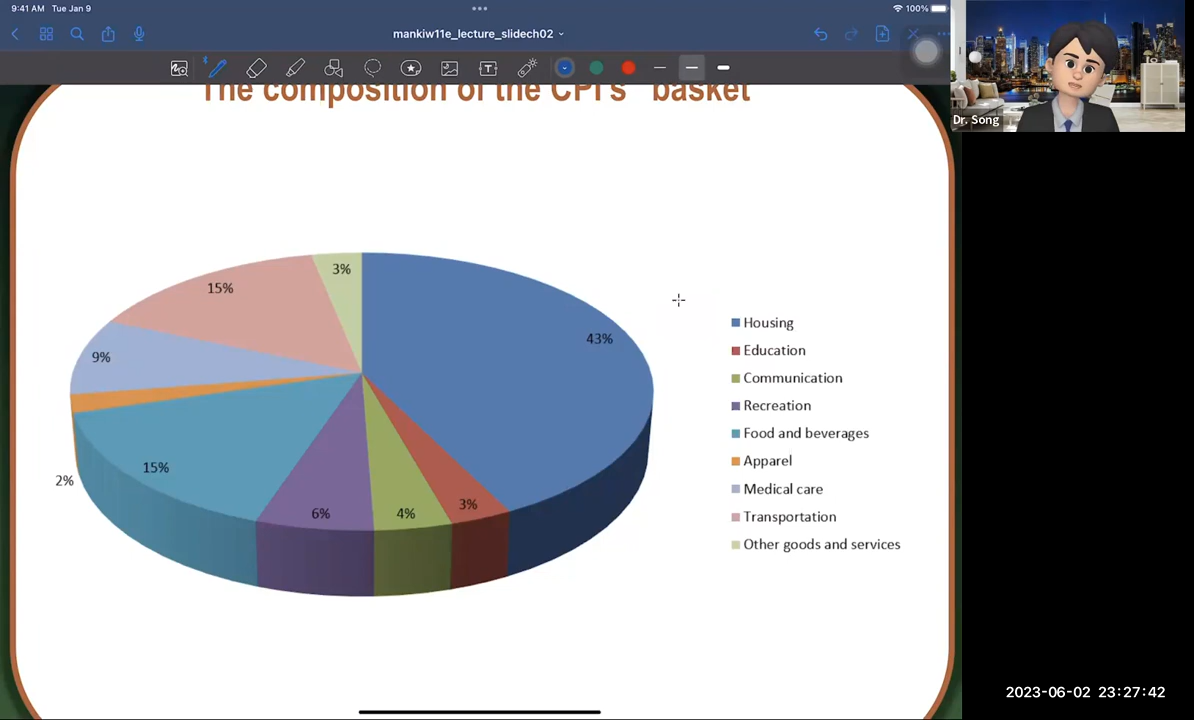 9:41 AM Tue Jan 9
100%
mankiw11e_lecture_slidech02
The composition of the CPI's "basket"
Dr. Song
3%
15%
43%
9%
15%
2%
6%
4%
3%
Housing
Education
Communication
Recreation
Food and beverages
Apparel
Medical care
Transportation
Other goods and services
2023-06-02 23:27:42